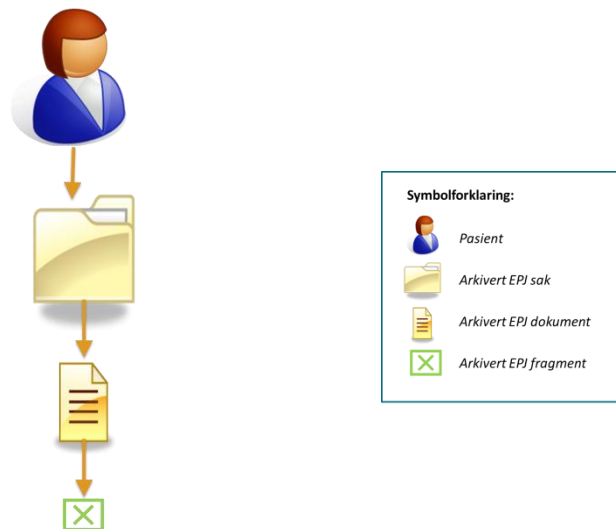 Symbolforklaring:
Pasient
Arkivert EPJ sak
Arkivert EPJ dokument
Arkivert EPJ fragment